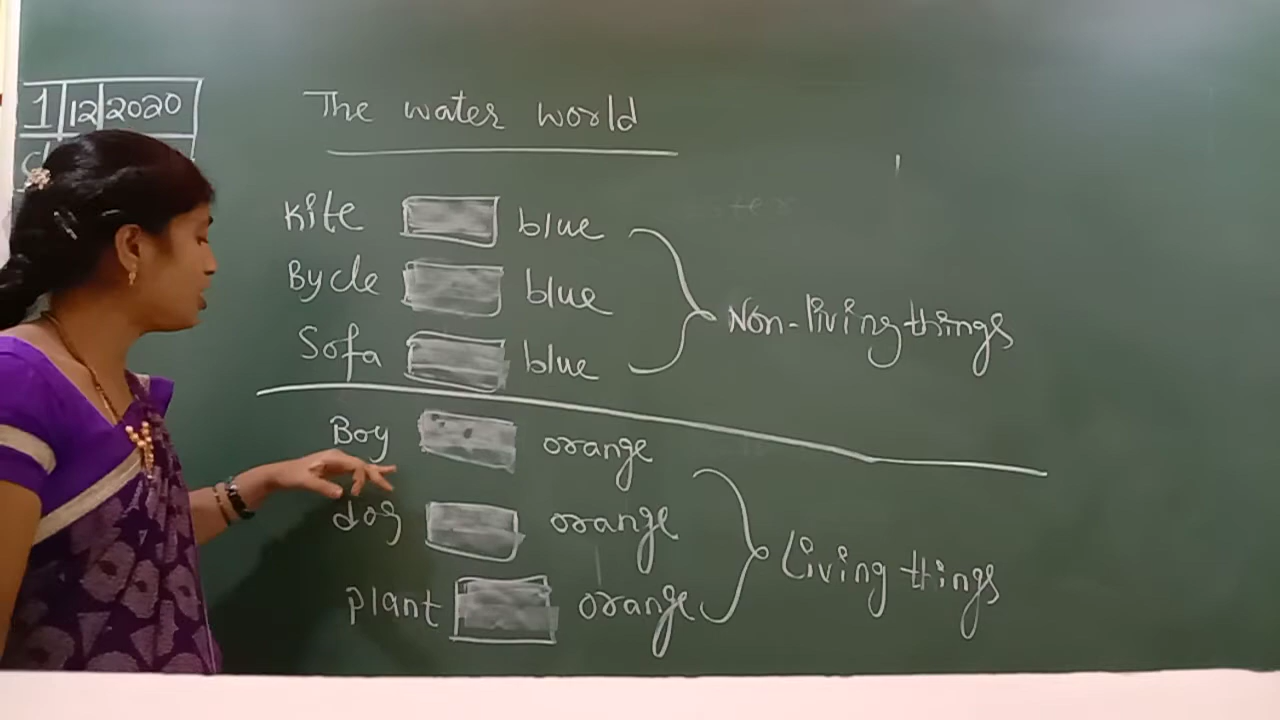 1 12 2020
The water world
Kite blue
Bycle blue
Sofa blue
Non-living things
Boy orange
dog orange
plant orange
Living things